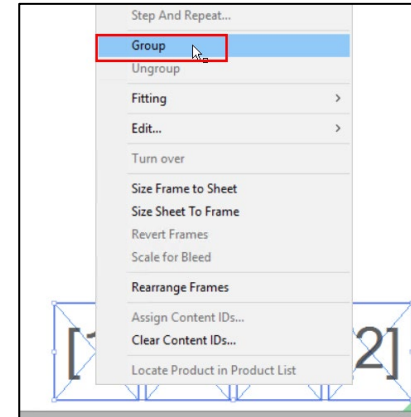 Step And Repeat...
Group
Ungroup
Fitting
Edit...
Turn over
Size Frame to Sheet
Size Sheet To Frame
Revert Frames
Scale for Bleed
Rearrange Frames
Assign Content IDs...
Clear Content IDs...
Locate Product in Product List
[1 2]